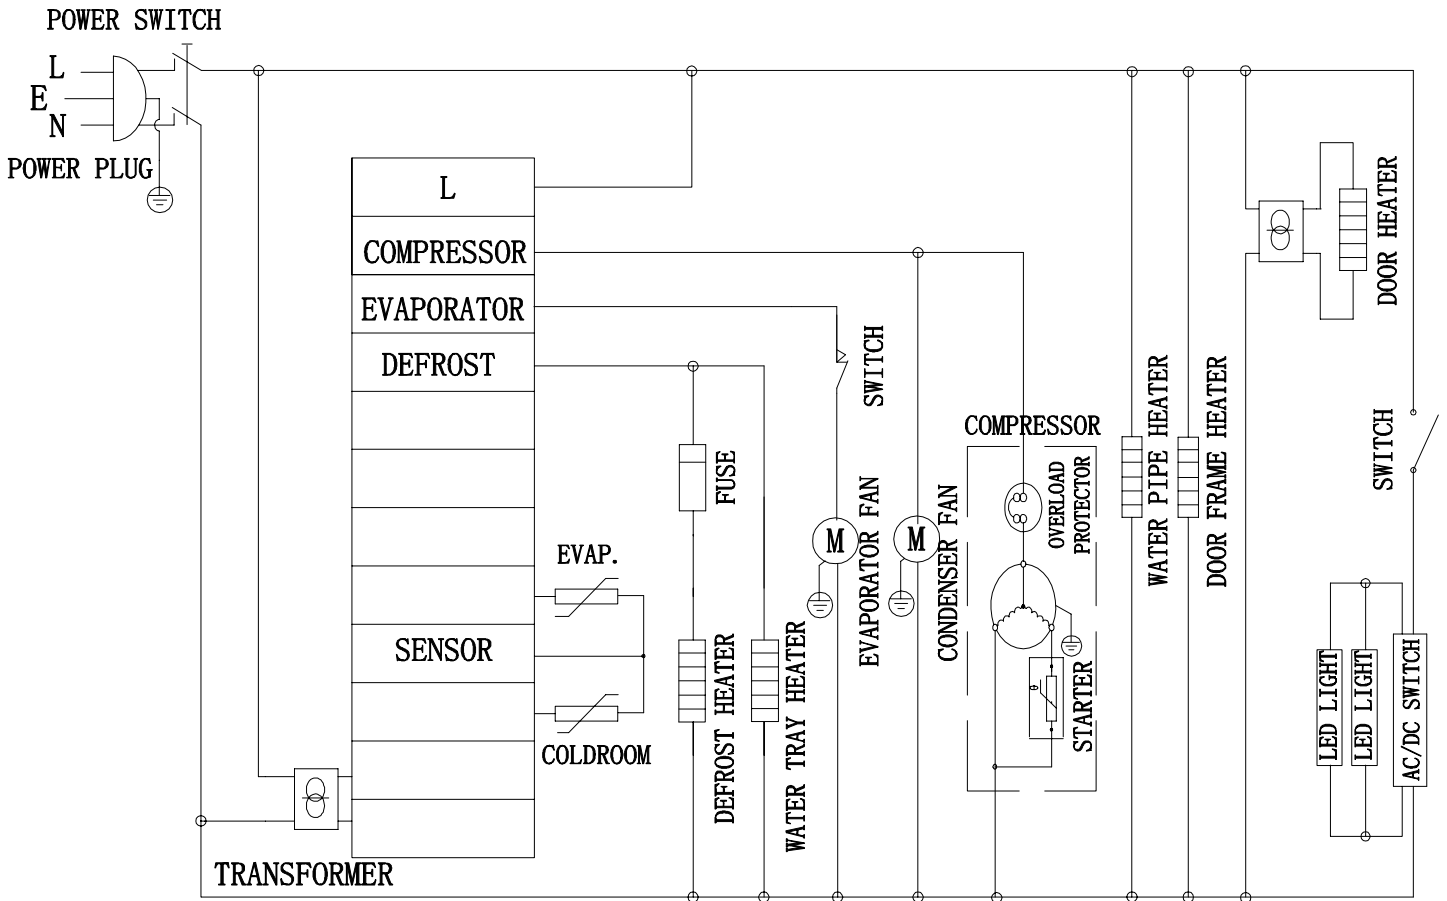 POWER SWITCH
L
E
N
POWER PLUG
L
COMPRESSOR
EVAPORATOR
DEFROST
SENSOR
EVAP.
COLDROOM
TRANSFORMER
FUSE
DEFROST HEATER
WATER TRAY HEATER
SWITCH
M
EVAPORATOR FAN
M
CONDENSER FAN
COMPRESSOR
OVERLOAD
PROTECTOR
θ
STARTER
WATER PIPE HEATER
DOOR FRAME HEATER
DOOR HEATER
SWITCH
LED LIGHT
LED LIGHT
AC/DC SWITCH